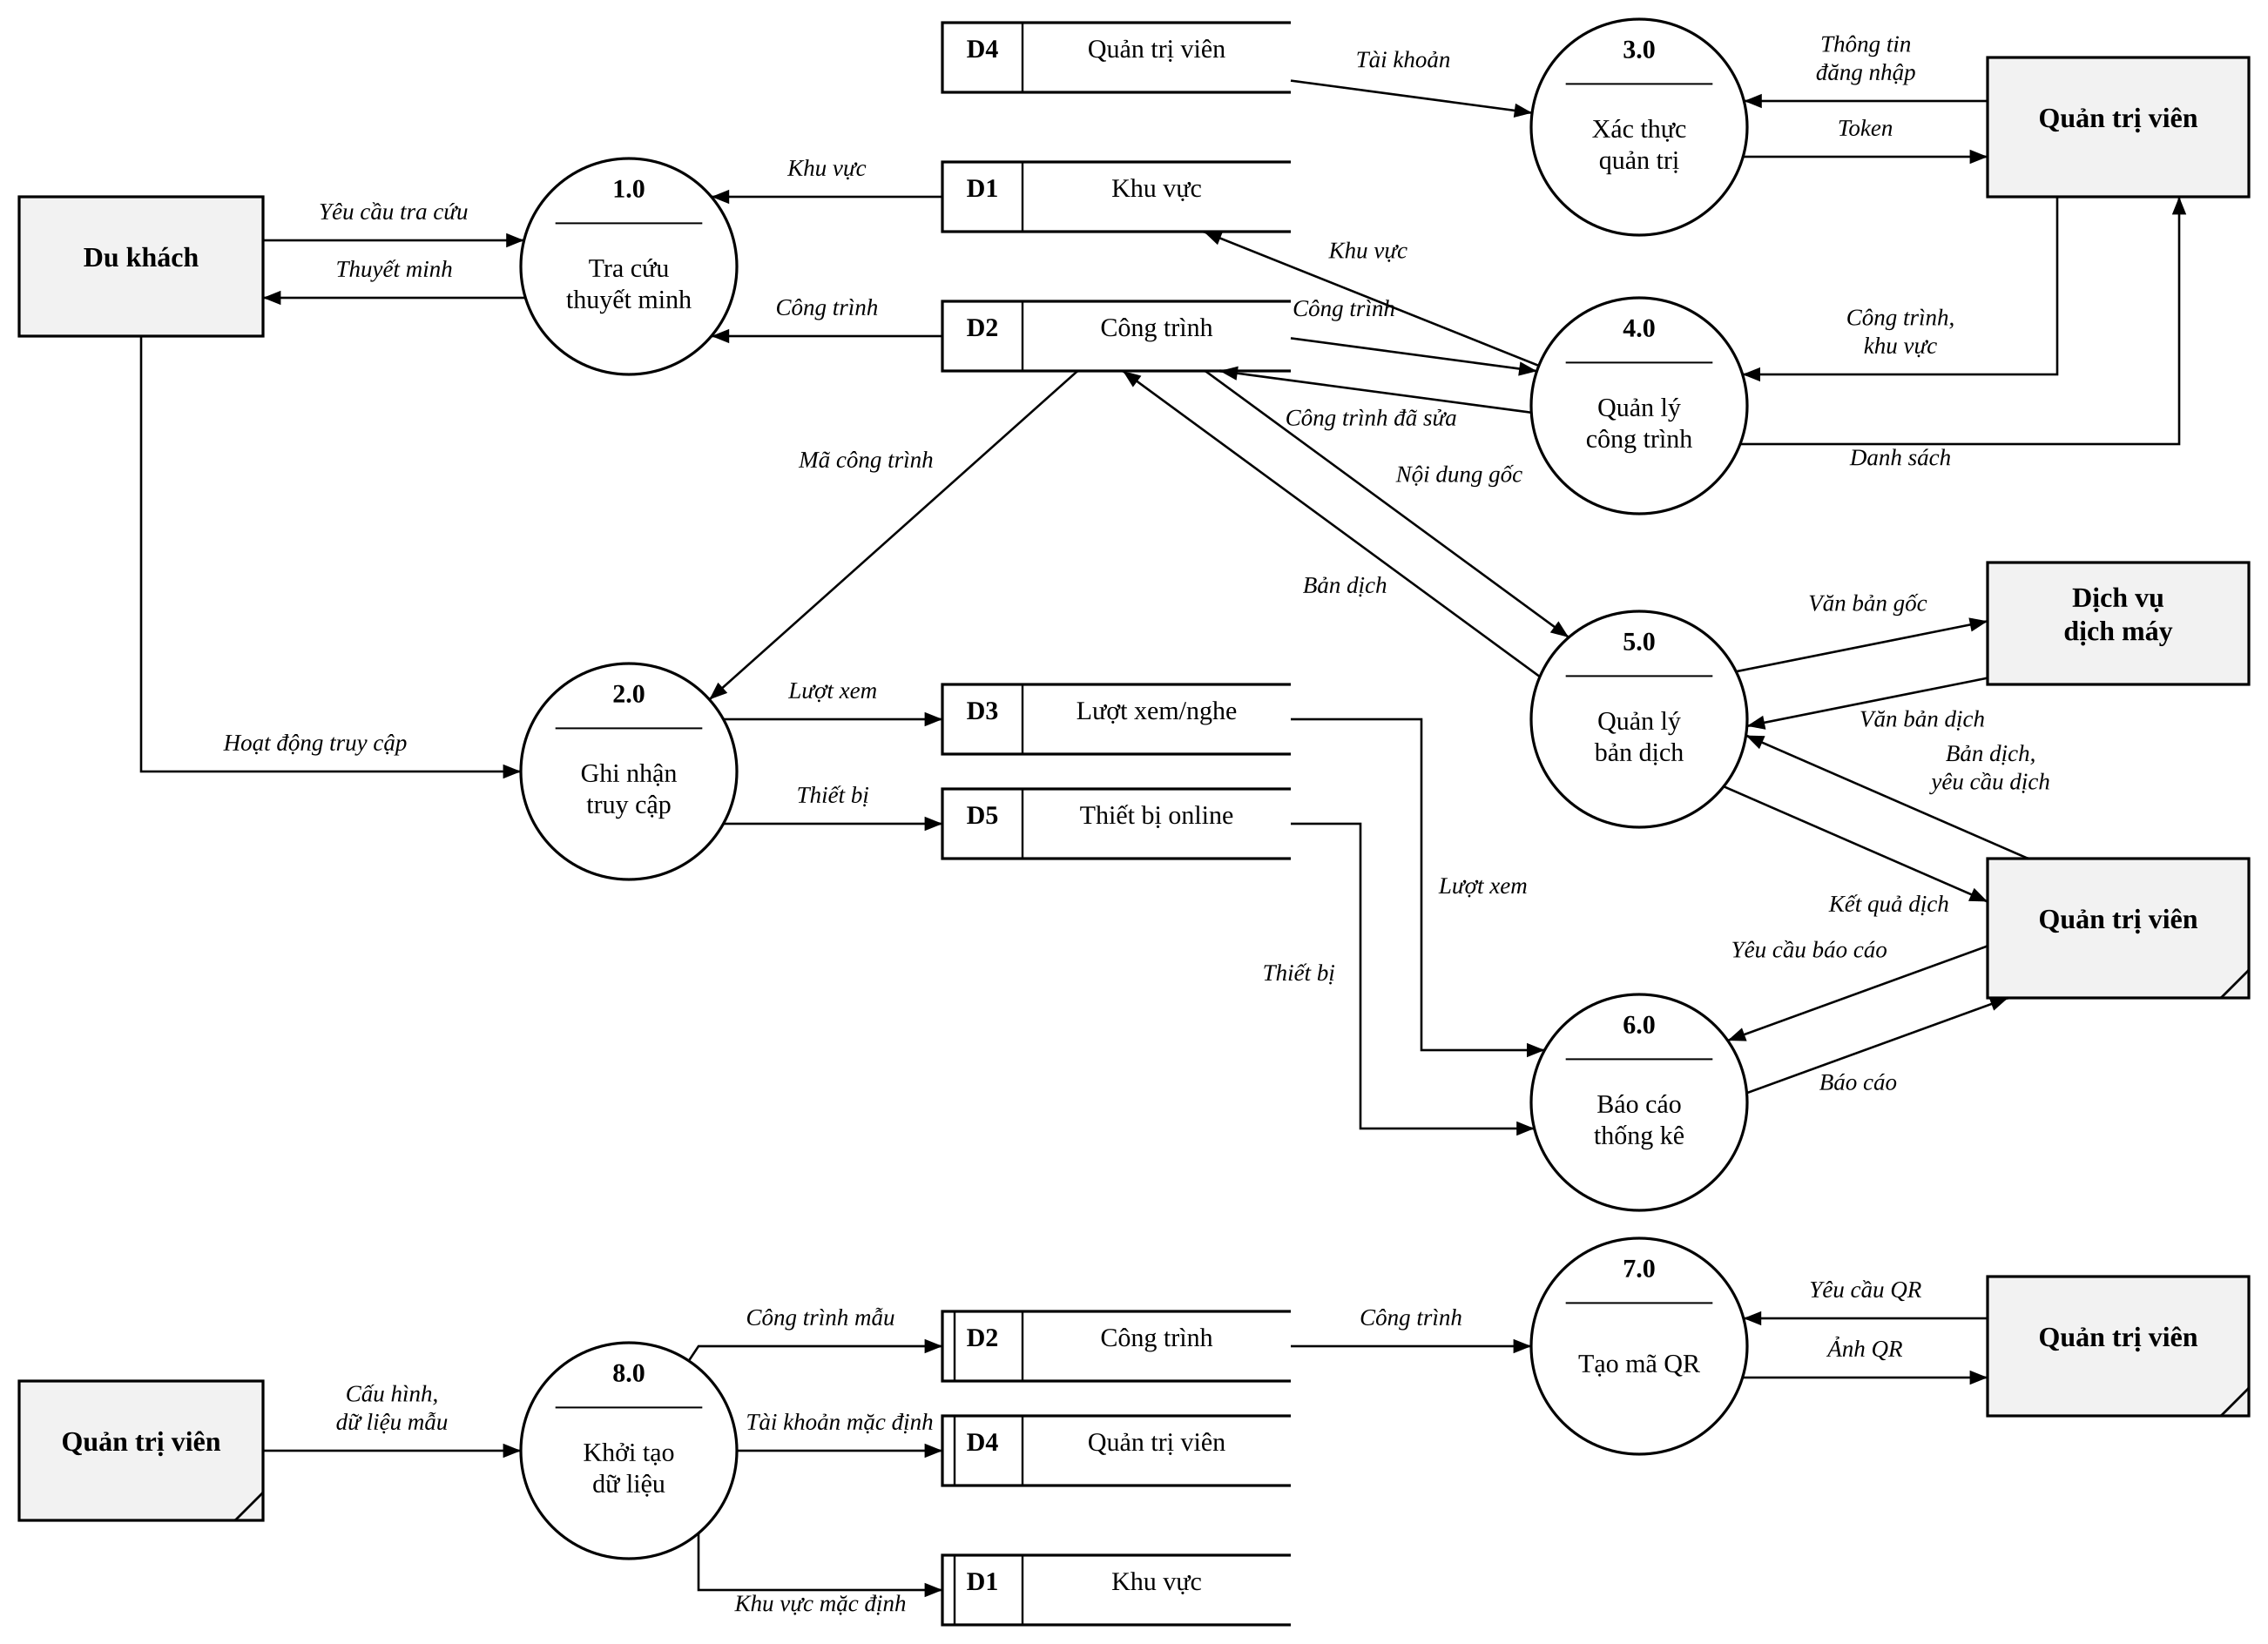 D4
Quản trị viên
Tài khoản
3.0
Xác thực
quản trị
Thông tin
đăng nhập
Token
Quản trị viên
Du khách
Yêu cầu tra cứu
Thuyết minh
1.0
Tra cứu
thuyết minh
Khu vực
D1
Khu vực
Công trình
D2
Công trình
Khu vực
Công trình
Công trình đã sửa
4.0
Quản lý
công trình
Công trình,
khu vực
Danh sách
Mã công trình
Nội dung gốc
Bản dịch
5.0
Quản lý
bản dịch
Văn bản gốc
Văn bản dịch
Dịch vụ
dịch máy
Bản dịch,
yêu cầu dịch
Kết quả dịch
Quản trị viên
Hoạt động truy cập
2.0
Ghi nhận
truy cập
Lượt xem
D3
Lượt xem/nghe
Thiết bị
D5
Thiết bị online
Lượt xem
Thiết bị
Yêu cầu báo cáo
6.0
Báo cáo
thống kê
Báo cáo
7.0
Tạo mã QR
Yêu cầu QR
Ảnh QR
Quản trị viên
Quản trị viên
Cấu hình,
dữ liệu mẫu
8.0
Khởi tạo
dữ liệu
Công trình mẫu
D2
Công trình
Công trình
Tài khoản mặc định
D4
Quản trị viên
Khu vực mặc định
D1
Khu vực